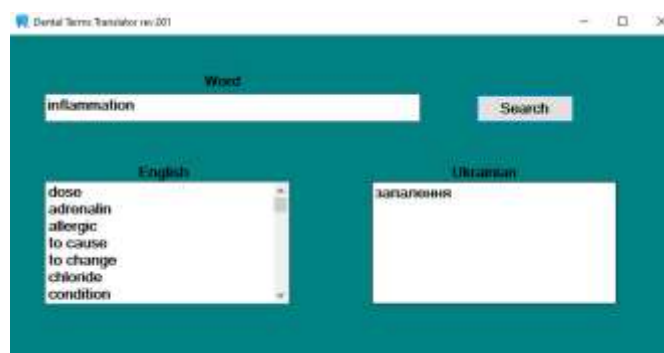 Dental Terms Translator rev.001
Word
inflammation
Search
English
dose
adrenalin
allergic
to cause
to change
chloride
condition
Ukrainian
запалення